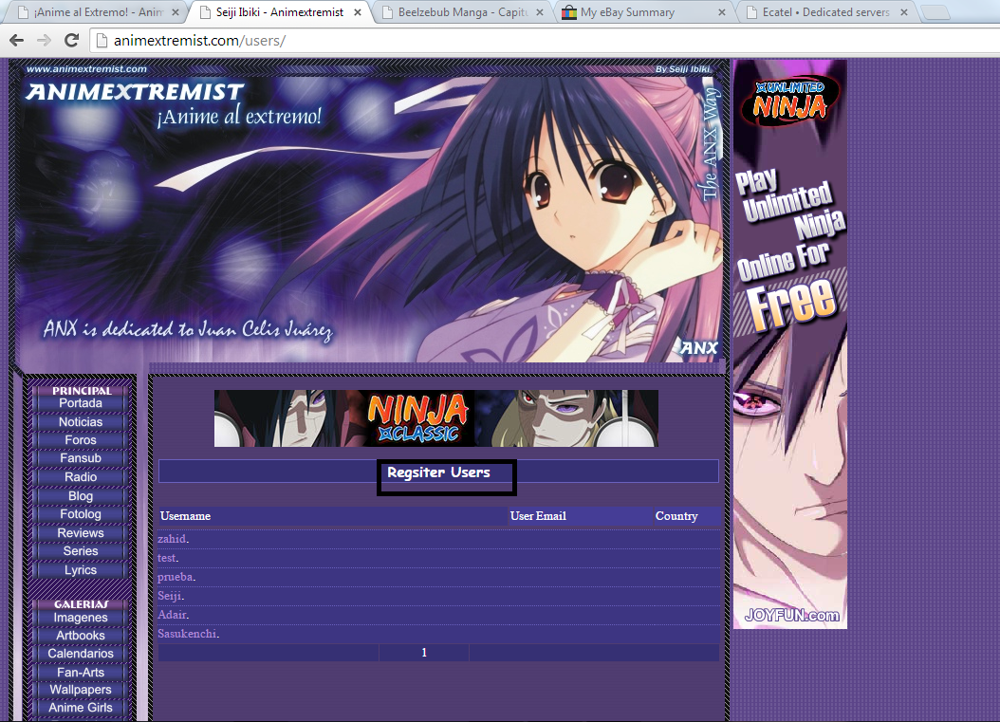 ¡Anime al Extremo! - Anim
Seiji Ibiki - Animextremist
Beelzebub Manga - Capitu
My eBay Summary
Ecatel • Dedicated servers
animextremist.com/users/
www.animextremist.com
By Seiji Ibiki
ANIMEXTREMIST
¡Anime al extremo!
The ANX Way
ANX is dedicated to Juan Celis Juárez
ANX
UNLIMITED
NINJA
Play
Unlimited
Ninja
Online For
Free
JOYFUN.com
PRINCIPAL
Portada
Noticias
Foros
Fansub
Radio
Blog
Fotolog
Reviews
Series
Lyrics
GALERIAS
Imagenes
Artbooks
Calendarios
Fan-Arts
Wallpapers
Anime Girls
NINJA
CLASSIC
Regsiter Users
Username User Email Country
zahid.
test.
prueba.
Seiji.
Adair.
Sasukenchi.
1